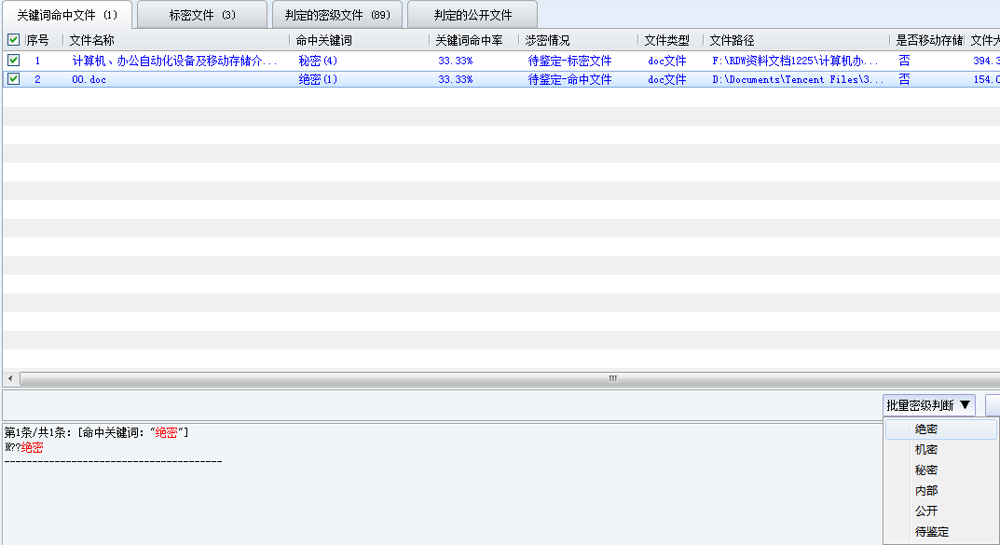 关键词命中文件 (1) 标密文件 (3) 判定的密级文件 (89) 判定的公开文件
序号 文件名称 命中关键词 关键词命中率 涉密情况 文件类型 文件路径 是否移动存储 文件大
1 计算机、办公自动化设备及移动存储介... 秘密(4) 33.33% 待鉴定-标密文件 doc文件 F:\RDW资料文档1225\计算机办... 否 394.3
2 00.doc 绝密(1) 33.33% 待鉴定-命中文件 doc文件 D:\Documents\Tencent Files\3... 否 154.0
批量密级判断 ▼
第1条/共1条: [命中关键词: "绝密"]
??绝密
---------------------------------------
绝密
机密
秘密
内部
公开
待鉴定